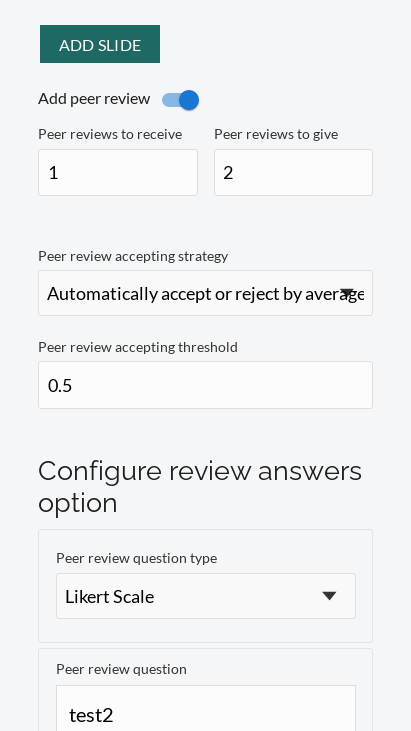 ADD SLIDE
Add peer review
Peer reviews to receive
Peer reviews to give
1
2
Peer review accepting strategy
Automatically accept or reject by average
Peer review accepting threshold
0.5
Configure review answers
option
Peer review question type
Likert Scale
Peer review question
test2